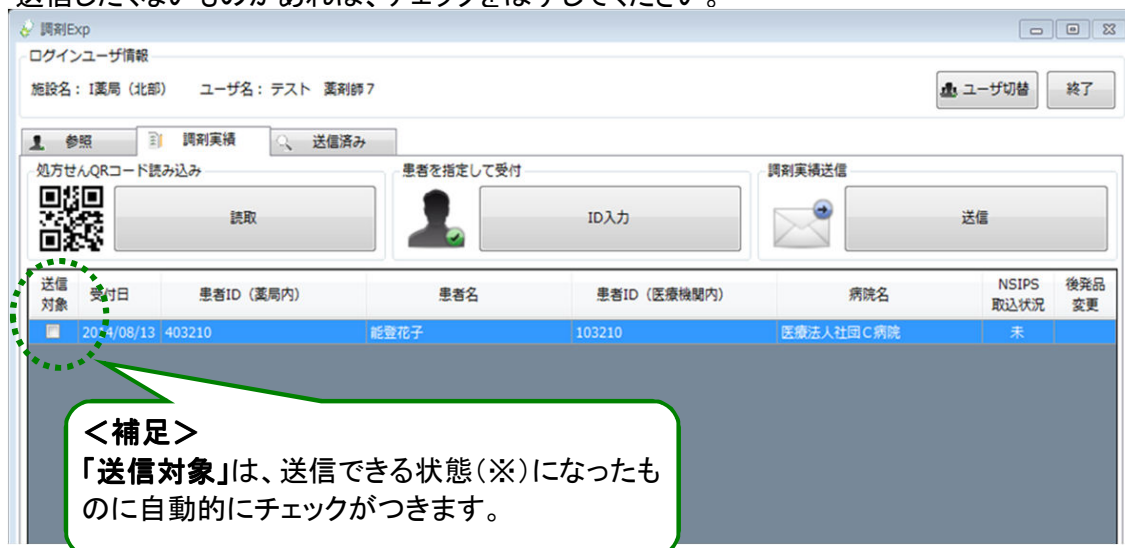 送信したくないものがあれば、チェックをはずしてください。
調剤Exp
ログインユーザ情報
施設名： I薬局（北部） ユーザ名： テスト 薬剤師7
ユーザ切替 終了
参照 調剤実績 送信済み
処方せんQRコード読み込み 患者を指定して受付 調剤実績送信
読取 ID入力 送信
送信対象 受付日 患者ID（薬局内） 患者名 患者ID（医療機関内） 病院名 NSIPS取込状況 後発品変更
2014/08/13 403210 能登花子 103210 医療法人社団C病院 未
＜補足＞
「送信対象」は、送信できる状態（※）になったも
のに自動的にチェックがつきます。